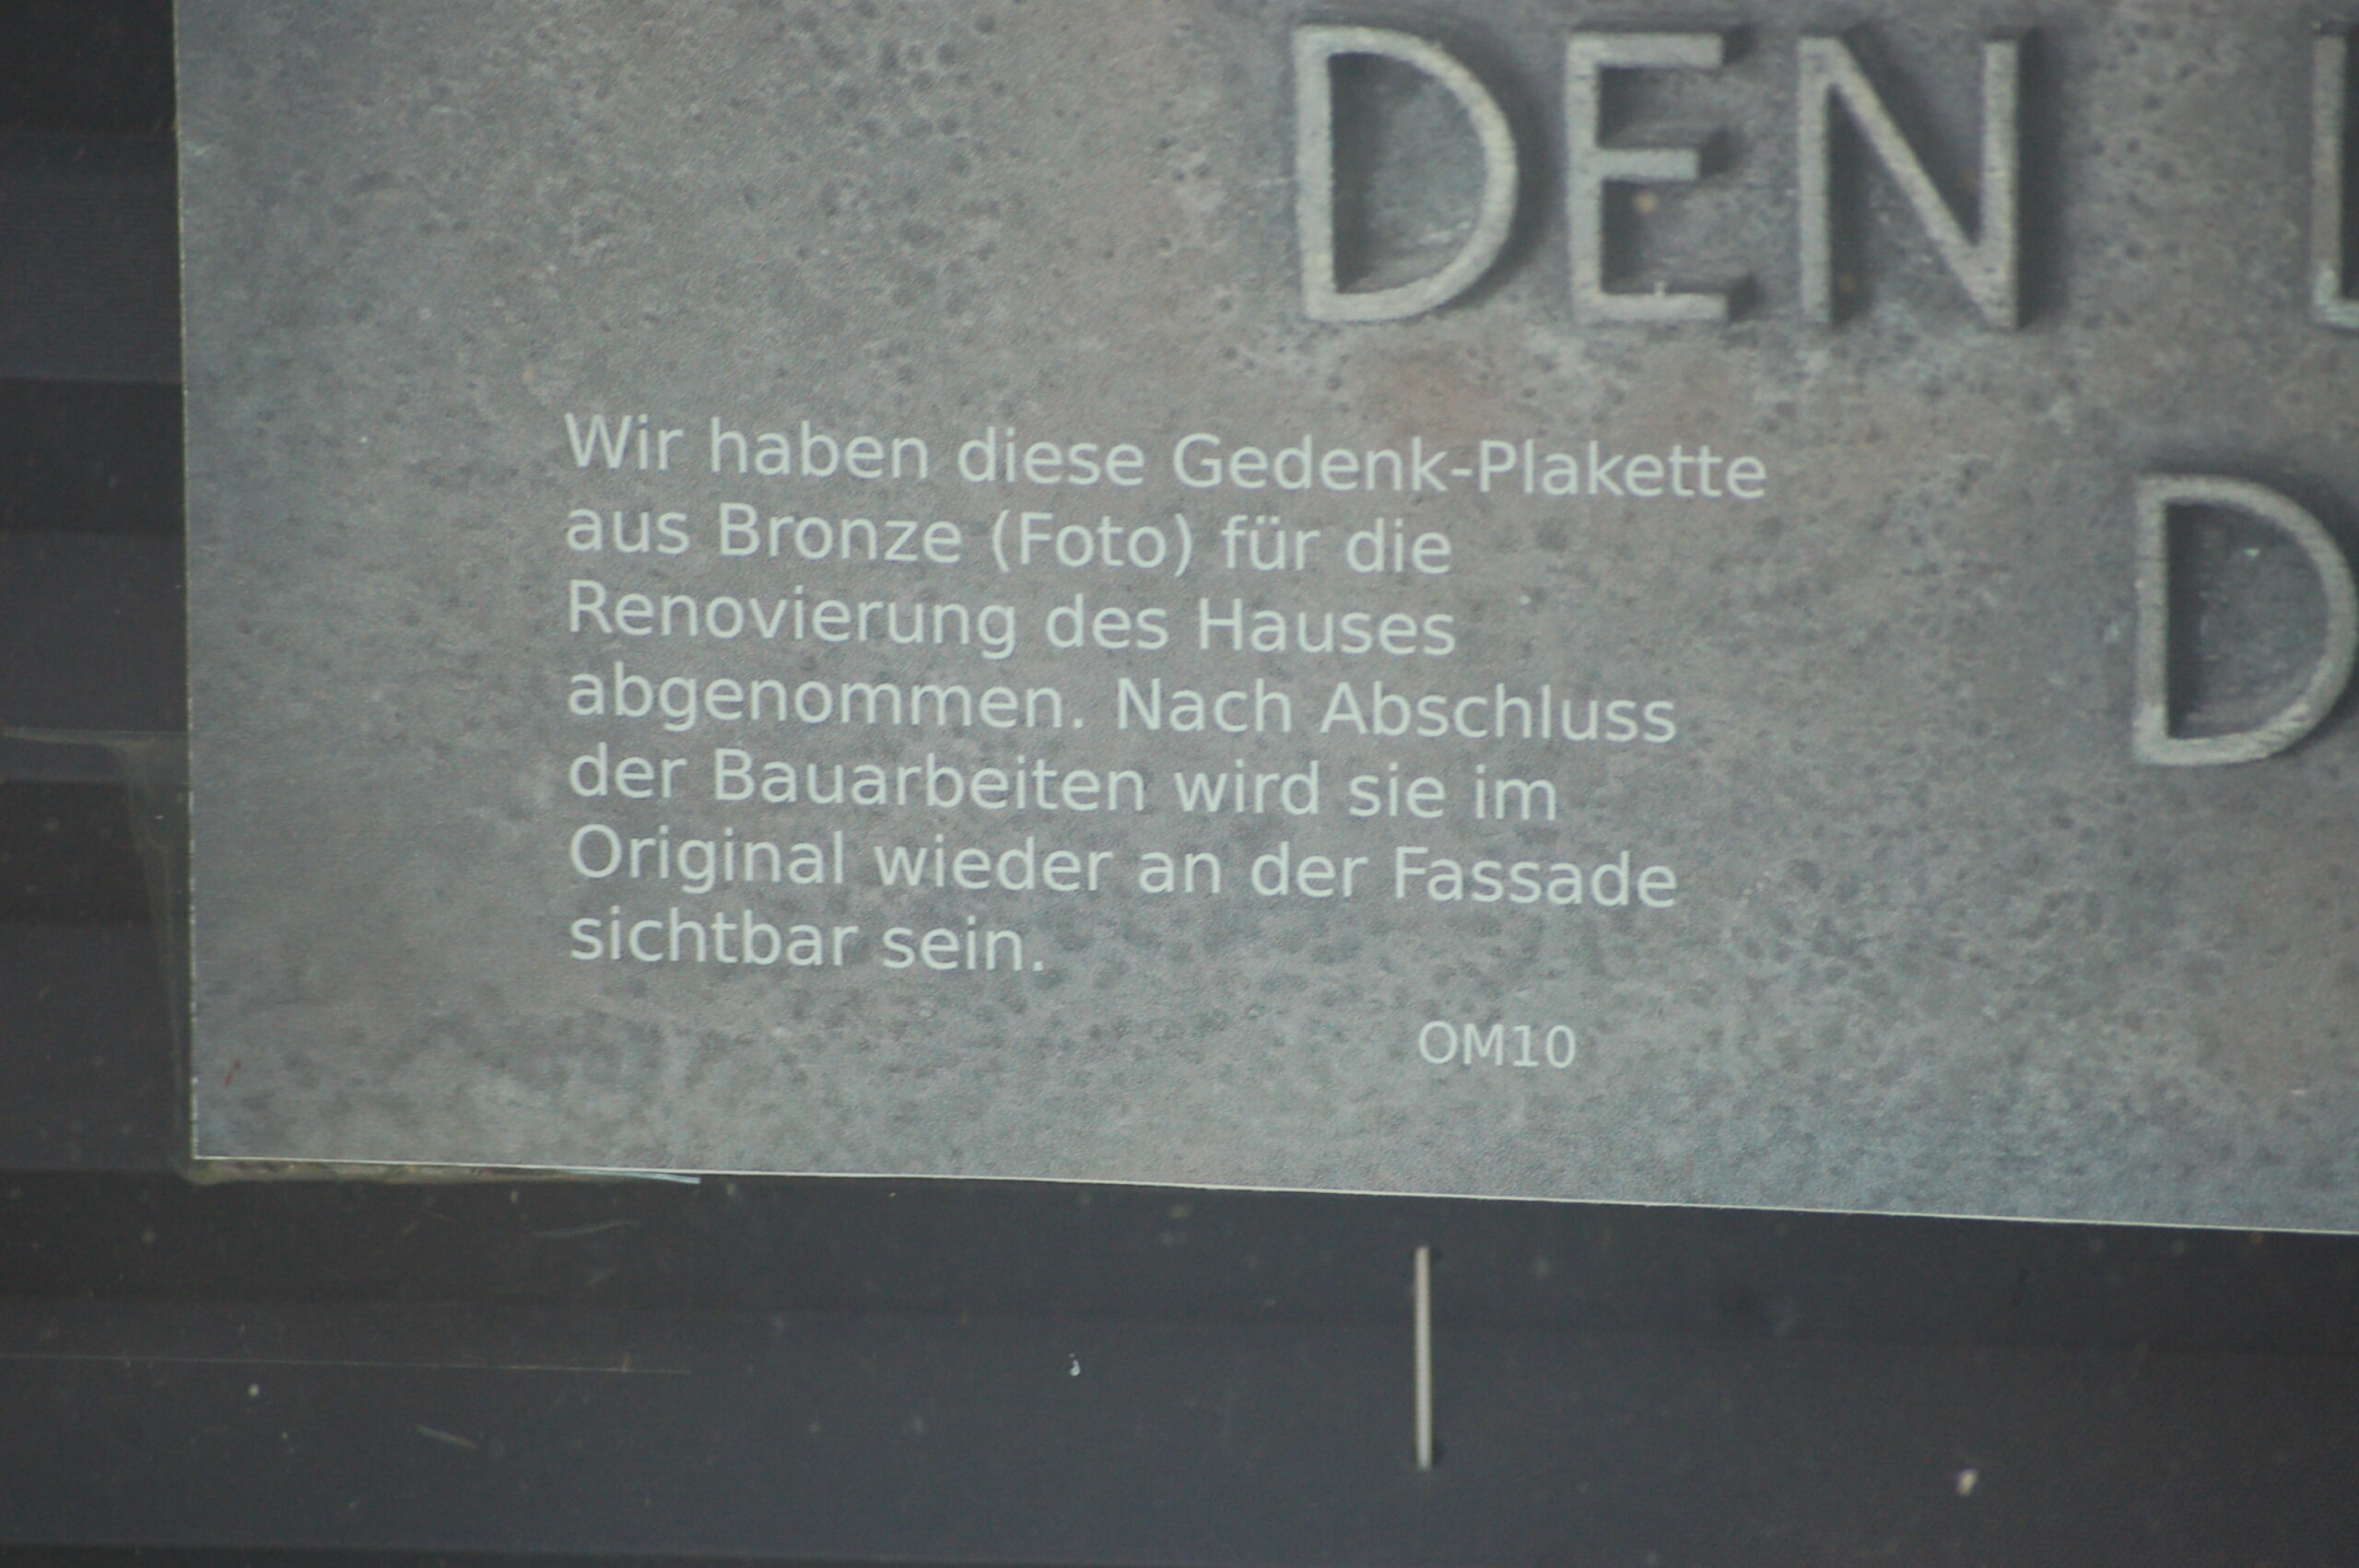 DEN
Wir haben diese Gedenk-Plakette
aus Bronze (Foto) für die
Renovierung des Hauses
abgenommen. Nach Abschluss
der Bauarbeiten wird sie im
Original wieder an der Fassade
sichtbar sein.
D
OM10